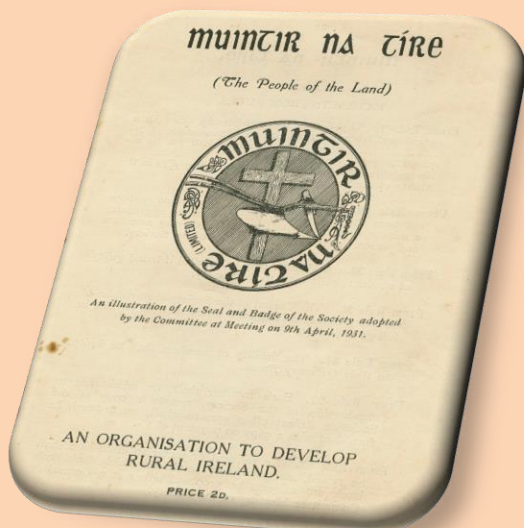 muintir na tíre
(The People of the Land)
MUINTIR
NA TIRE
(LIMITED)
An illustration of the Seal and Badge of the Society adopted
by the Committee at Meeting on 9th April, 1931.
AN ORGANISATION TO DEVELOP
RURAL IRELAND.
PRICE 2D.